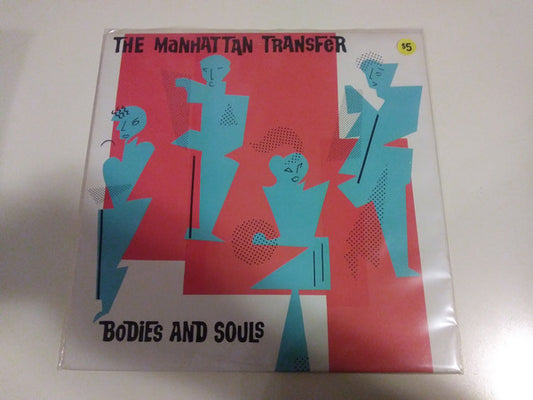 THE MaNHATTAN TRANSFeR
$5
BoDiES AND SOULS